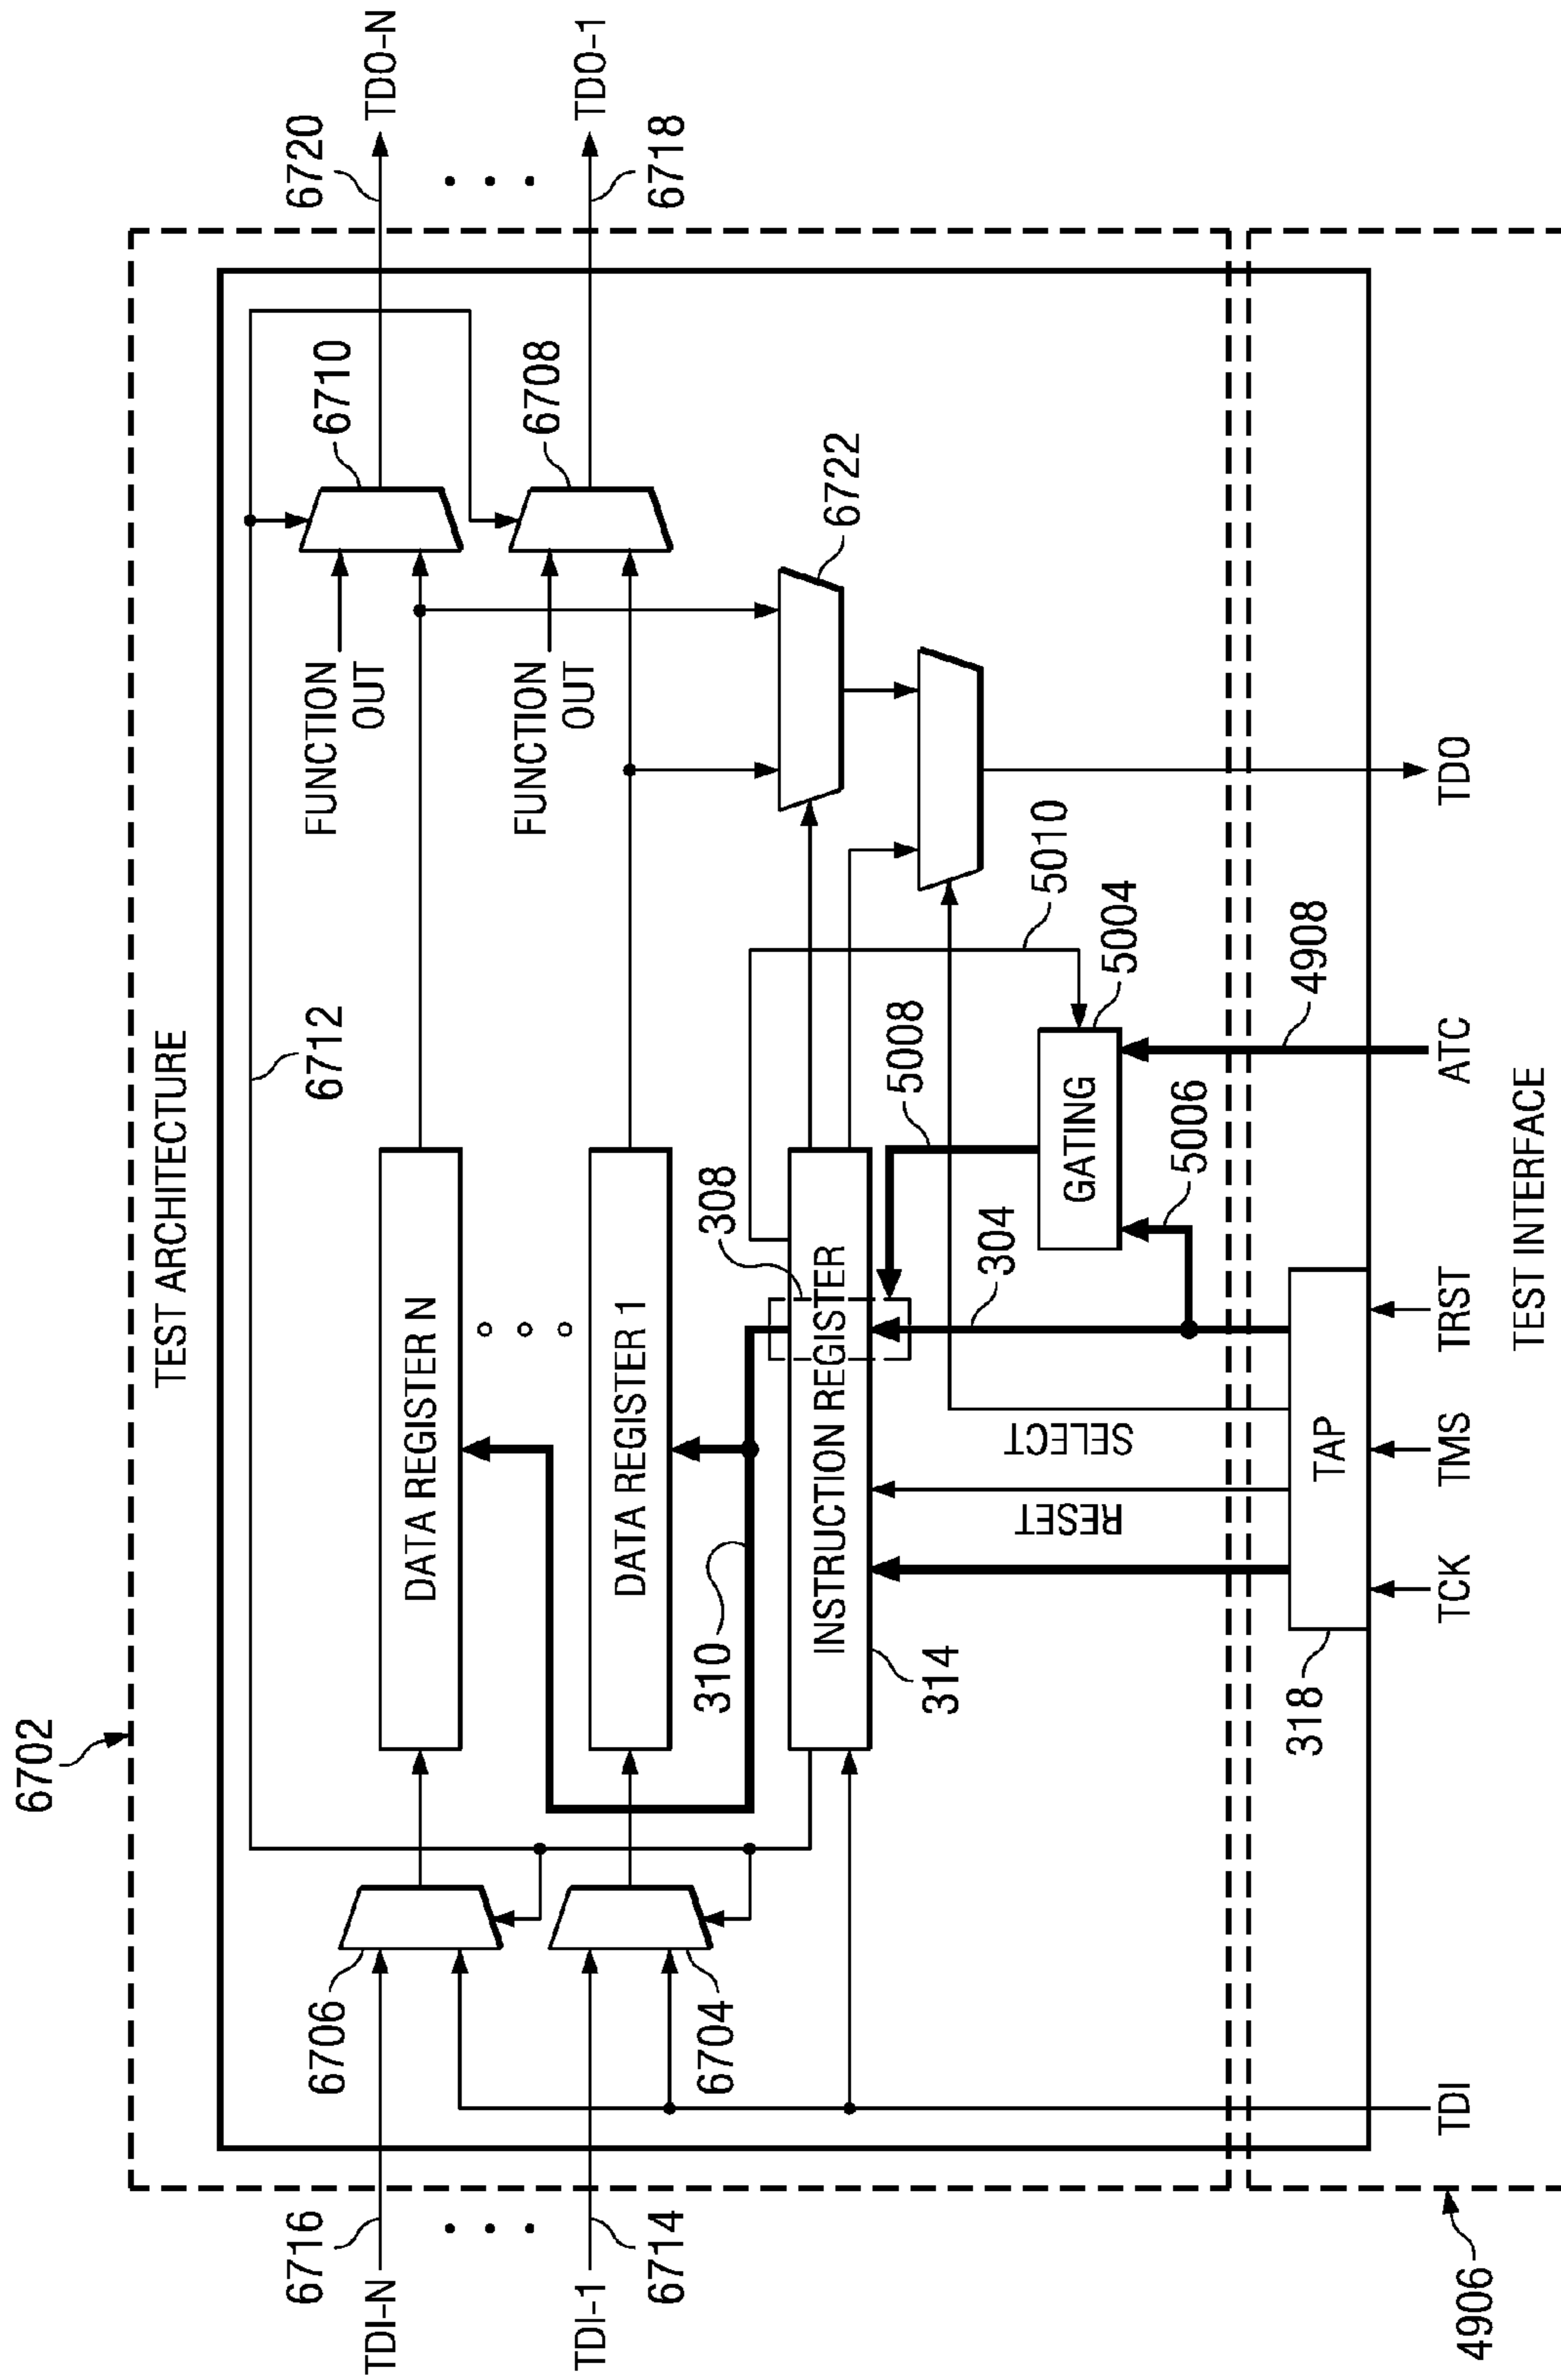 6702
TEST ARCHITECTURE
6712
6716
TDI-N
6706
DATA REGISTER N
FUNCTION
OUT
6710
6720
TDO-N
TDI-1
6714
6704
DATA REGISTER 1
FUNCTION
OUT
6708
6718
TDO-1
310
308
6722
INSTRUCTION REGISTER
314
5008
5010
RESET
SELECT
304
5006
GATING
5004
318
TAP
4908
TDI
TCK
TMS
TRST
ATC
TDO
4906
TEST INTERFACE